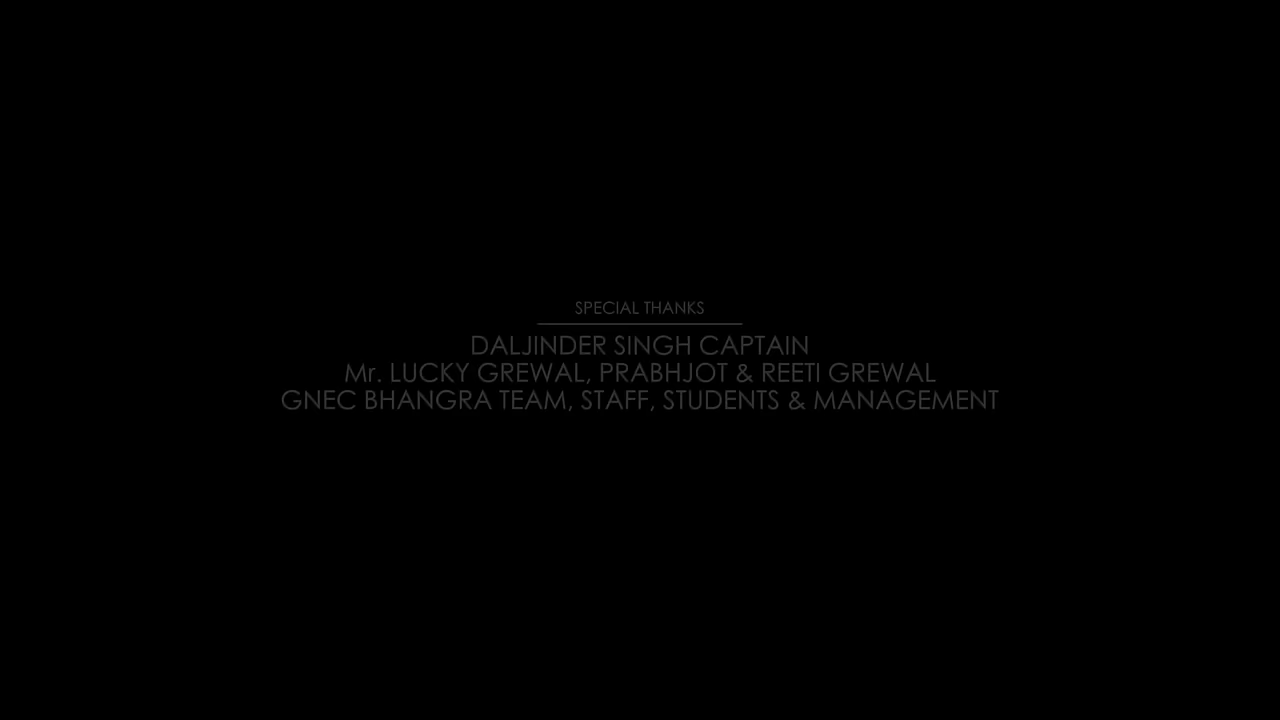 SPECIAL THANKS
DALJINDER SINGH CAPTAIN
Mr. LUCKY GREWAL, PRABHJOT & REETI GREWAL
GNEC BHANGRA TEAM, STAFF, STUDENTS & MANAGEMENT